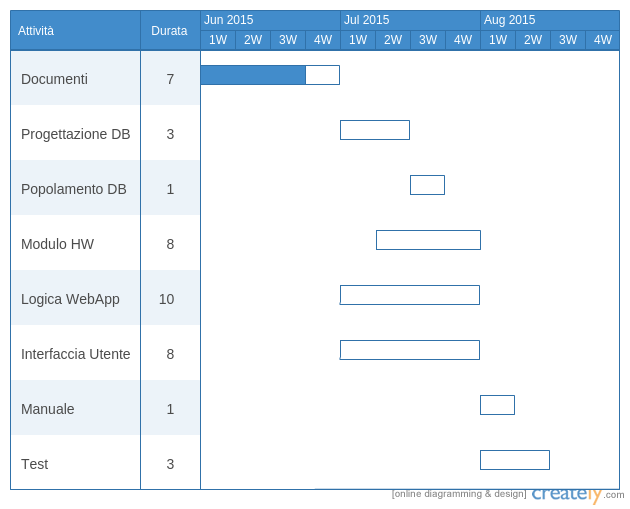 Attività Durata Jun 2015 Jul 2015 Aug 2015
1W 2W 3W 4W 1W 2W 3W 4W 1W 2W 3W 4W
Documenti 7
Progettazione DB 3
Popolamento DB 1
Modulo HW 8
Logica WebApp 10
Interfaccia Utente 8
Manuale 1
Test 3
[online diagramming & design] creately.com